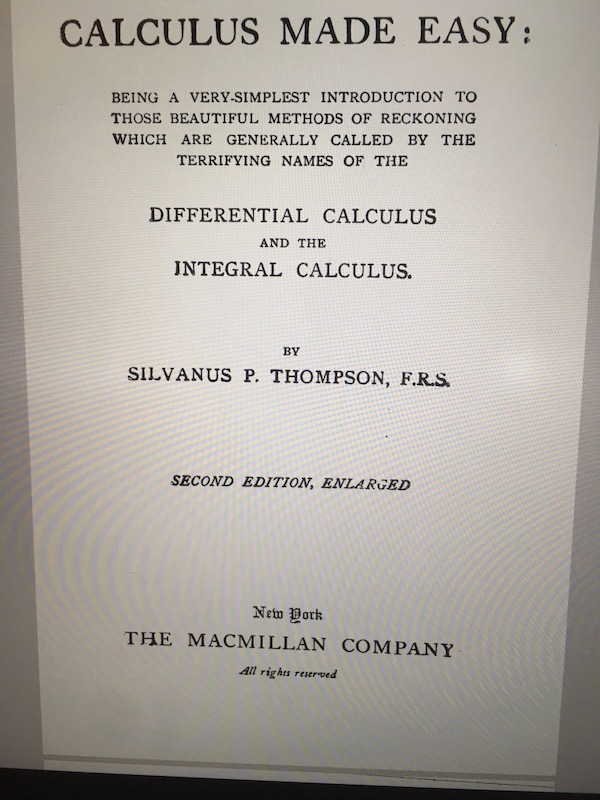 CALCULUS MADE EASY:
BEING A VERY-SIMPLEST INTRODUCTION TO
THOSE BEAUTIFUL METHODS OF RECKONING
WHICH ARE GENERALLY CALLED BY THE
TERRIFYING NAMES OF THE
DIFFERENTIAL CALCULUS
AND THE
INTEGRAL CALCULUS.
BY
SILVANUS P. THOMPSON, F.R.S.
SECOND EDITION, ENLARGED
New York
THE MACMILLAN COMPANY
All rights reserved